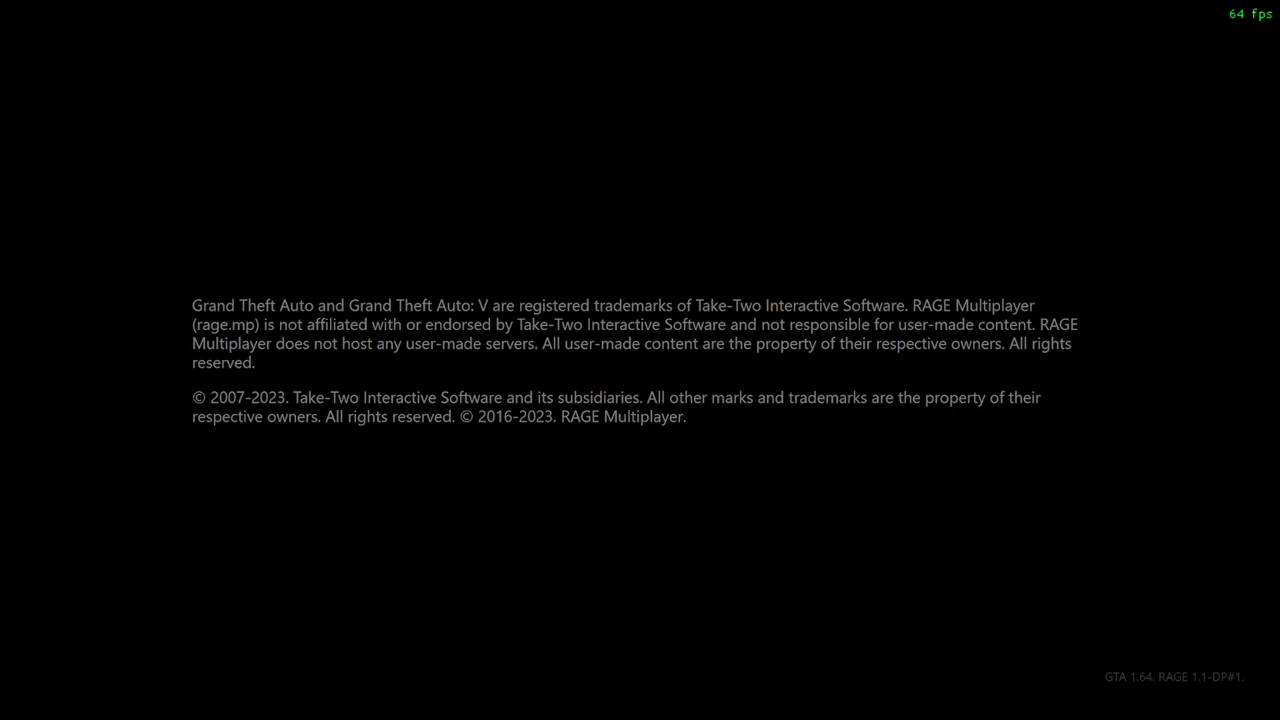 64 fps
Grand Theft Auto and Grand Theft Auto: V are registered trademarks of Take-Two Interactive Software. RAGE Multiplayer
(rage.mp) is not affiliated with or endorsed by Take-Two Interactive Software and not responsible for user-made content. RAGE
Multiplayer does not host any user-made servers. All user-made content are the property of their respective owners. All rights
reserved.
© 2007-2023. Take-Two Interactive Software and its subsidiaries. All other marks and trademarks are the property of their
respective owners. All rights reserved. © 2016-2023. RAGE Multiplayer.
GTA 1.64. RAGE 1.1-DP#1.